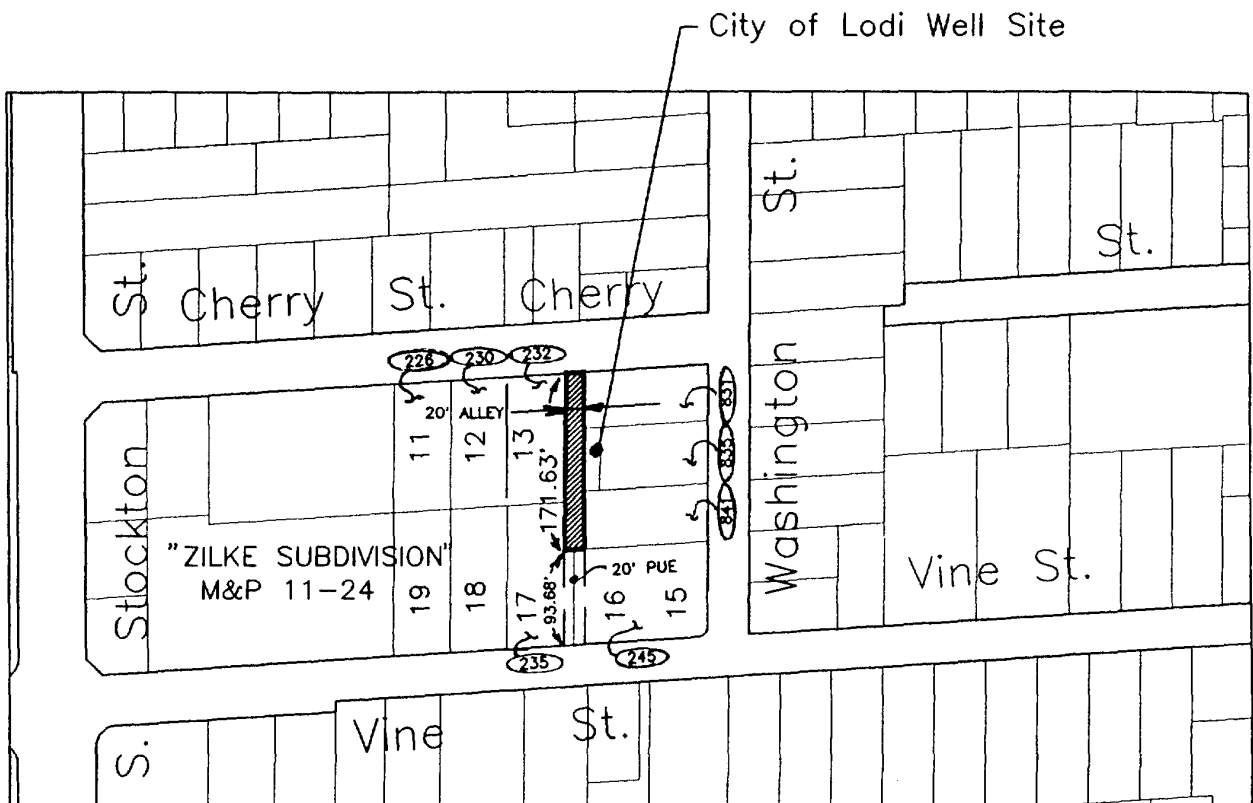 City of Lodi Well Site
St.
St.
St.
Cherry St. Cherry
226
230
232
20' ALLEY
831
835
841
11
12
13
171.63'
Stockton
Washington
"ZILKE SUBDIVISION"
M&P 11-24
20' PUE
Vine St.
19
18
17
93.68'
16
15
235
245
Vine St.
S.